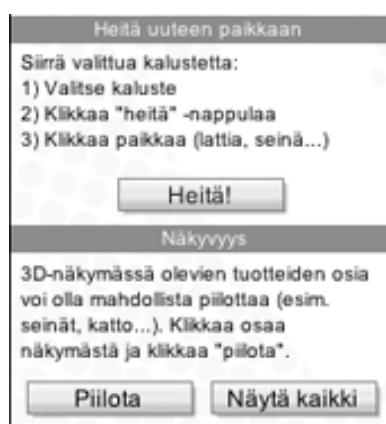 Heitä uuteen paikkaan
Siirrä valittua kalustetta:
1) Valitse kaluste
2) Klikkaa "heitä" -nappulaa
3) Klikkaa paikkaa (lattia, seinä...)
Heitä!
Näkyvyys
3D-näkymässä olevien tuotteiden osia
voi olla mahdollista piilottaa (esim.
seinät, katto...). Klikkaa osaa
näkymästä ja klikkaa "piilota".
Piilota Näytä kaikki